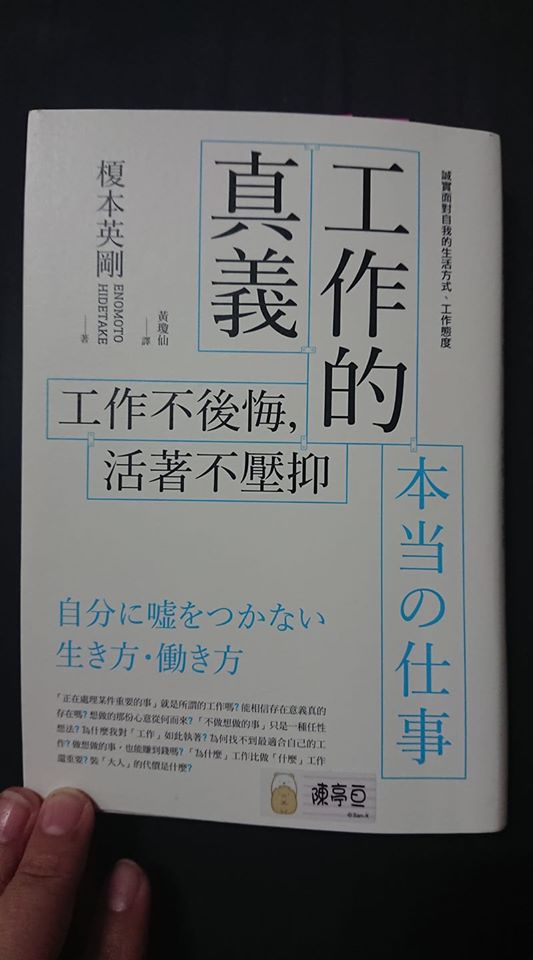 誠實面對自我的生活方式、工作態度
工作的
真義
榎本英剛
ENOMOTO
HIDETAKE
——著
黃瓊仙
——譯
工作不後悔,
活著不壓抑
本当の仕事
自分に嘘をつかない
生き方・働き方
「正在處理某件重要的事」就是所謂的工作嗎?能相信存在意義真的
存在嗎?想做的那份心意從何而來?「不做想做的事」只是一種任性
想法?為什麼我對「工作」如此執著?為何找不到最適合自己的工
作?做想做的事,也能賺到錢嗎?「為什麼」工作比做「什麼」工作
還重要?裝「大人」的代價是什麼?
陳亭亘
©San-X